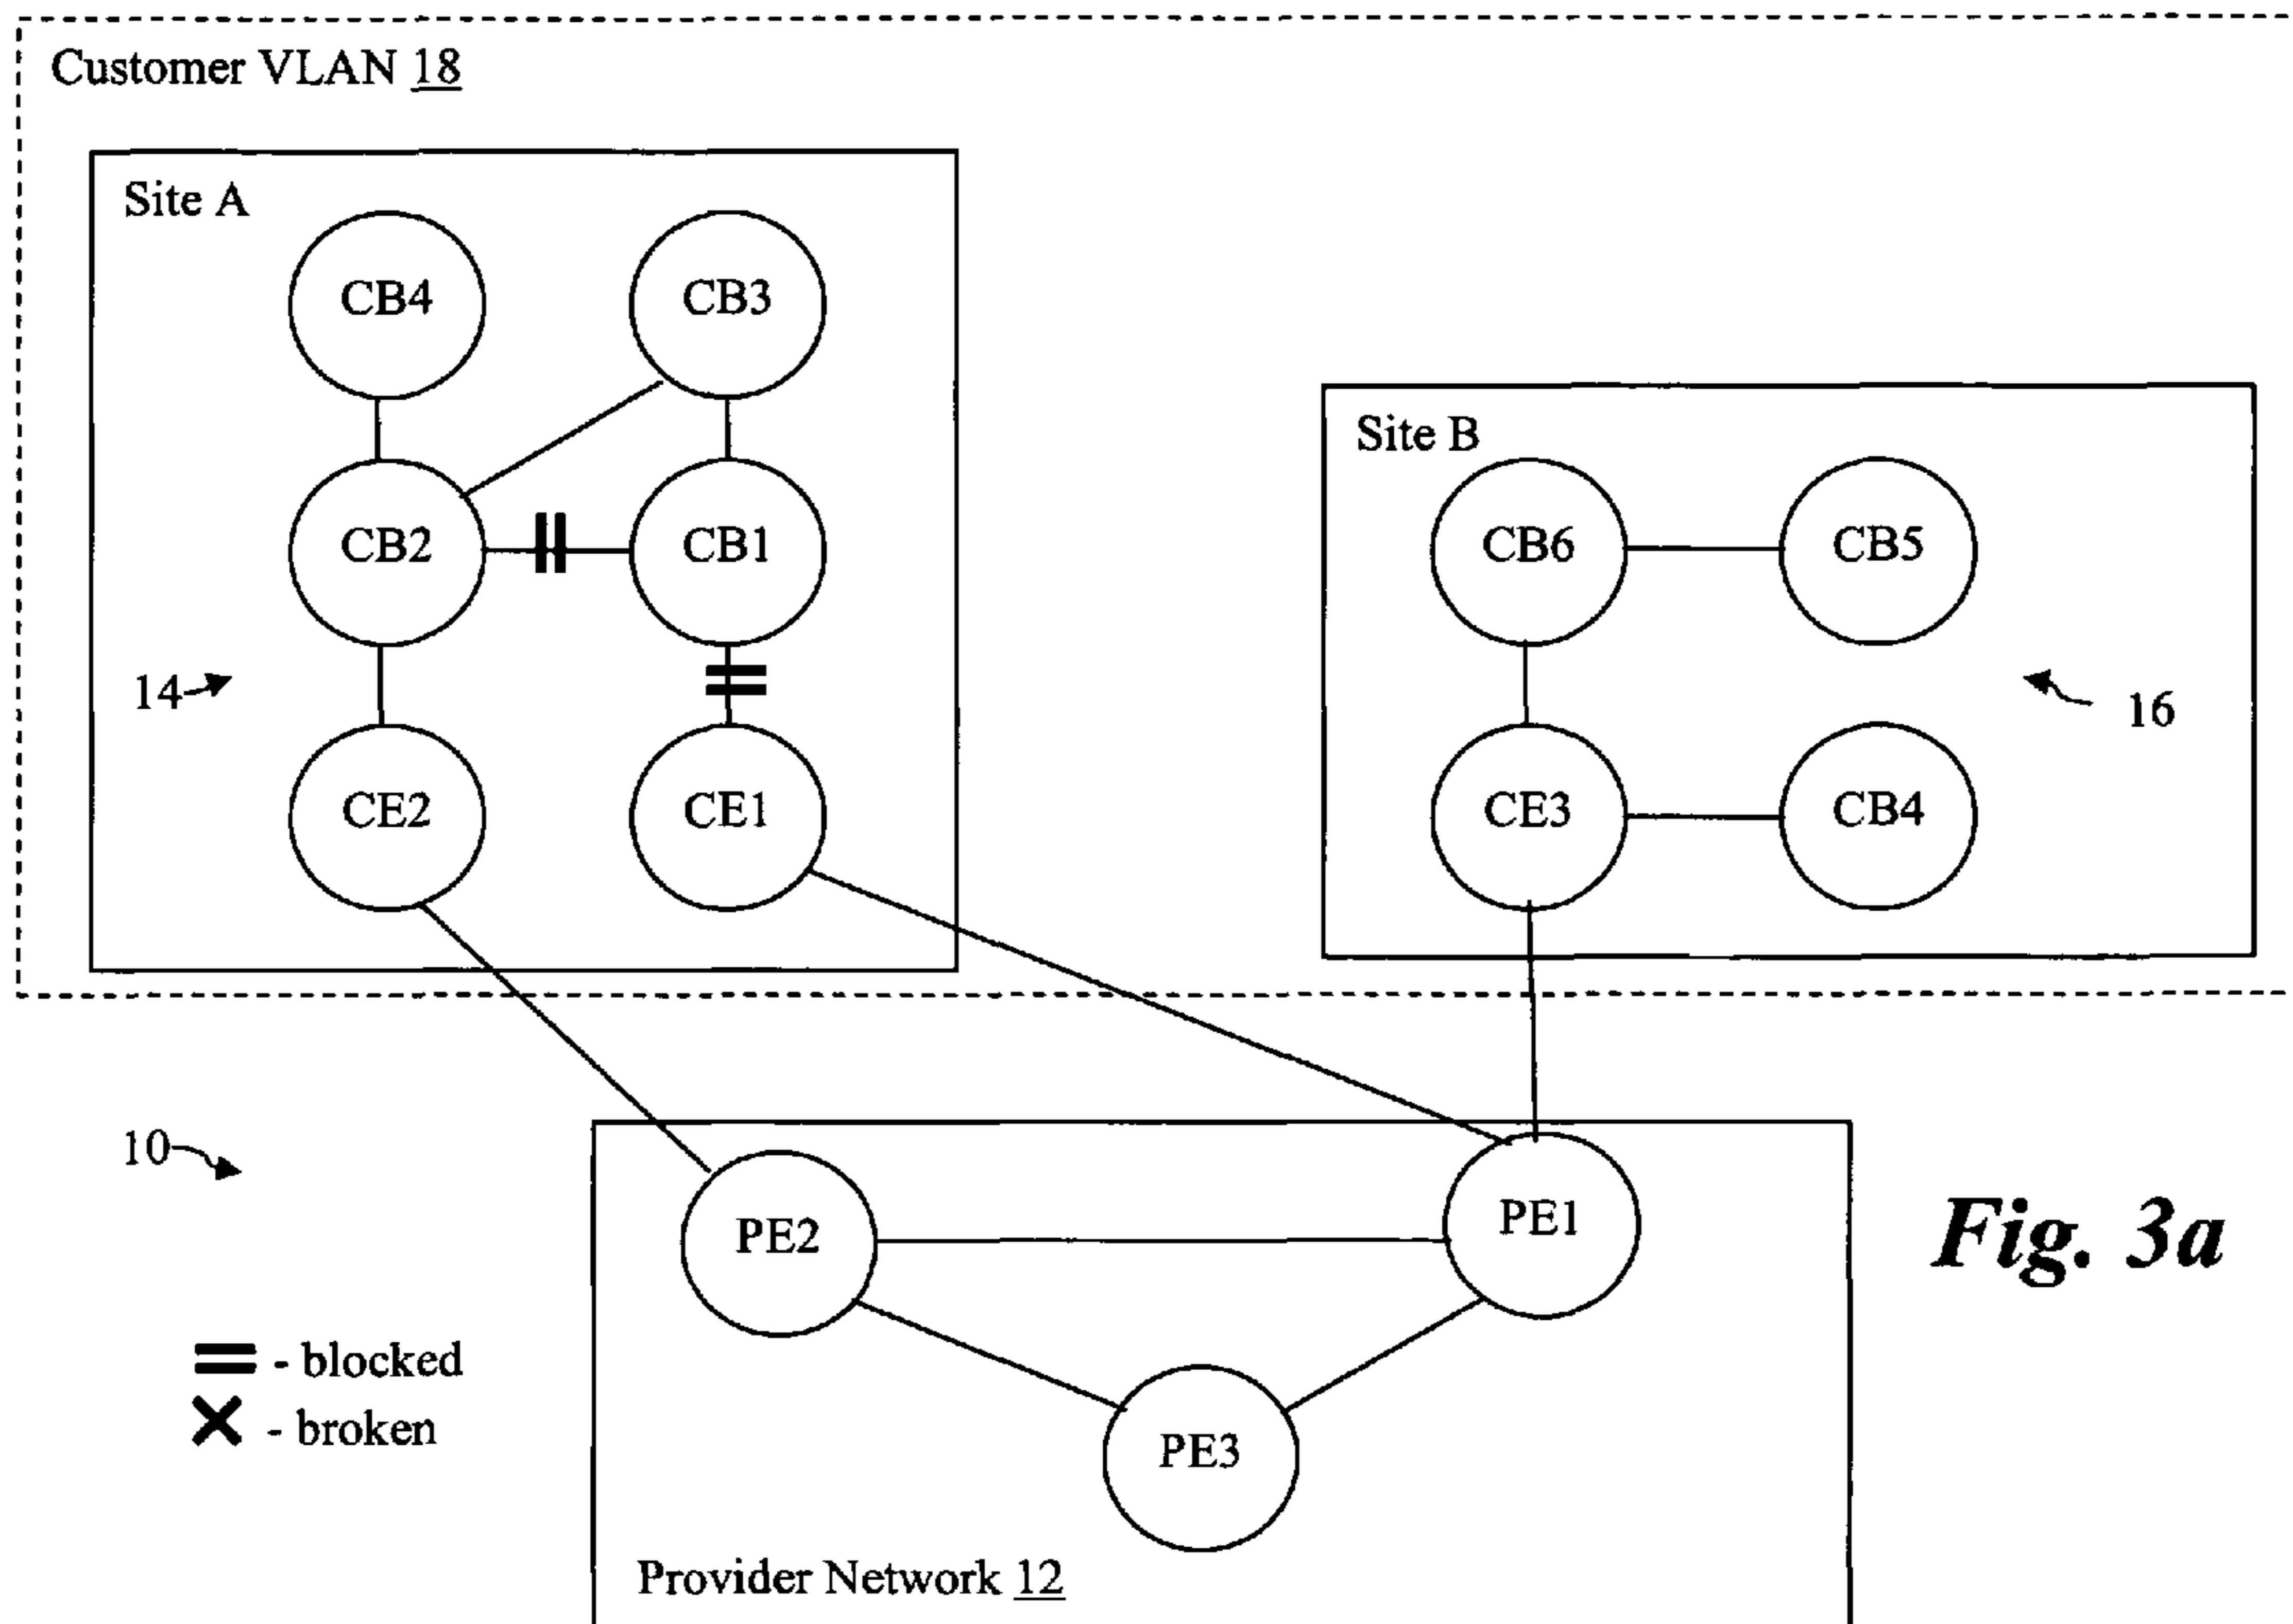 Customer VLAN 18
Site A
CB4
CB3
Site B
CB2
CB1
CB6
CB5
14
16
CE2
CE1
CE3
CB4
10
PE2
PE1
Fig. 3a
- blocked
- broken
PE3
Provider Network 12